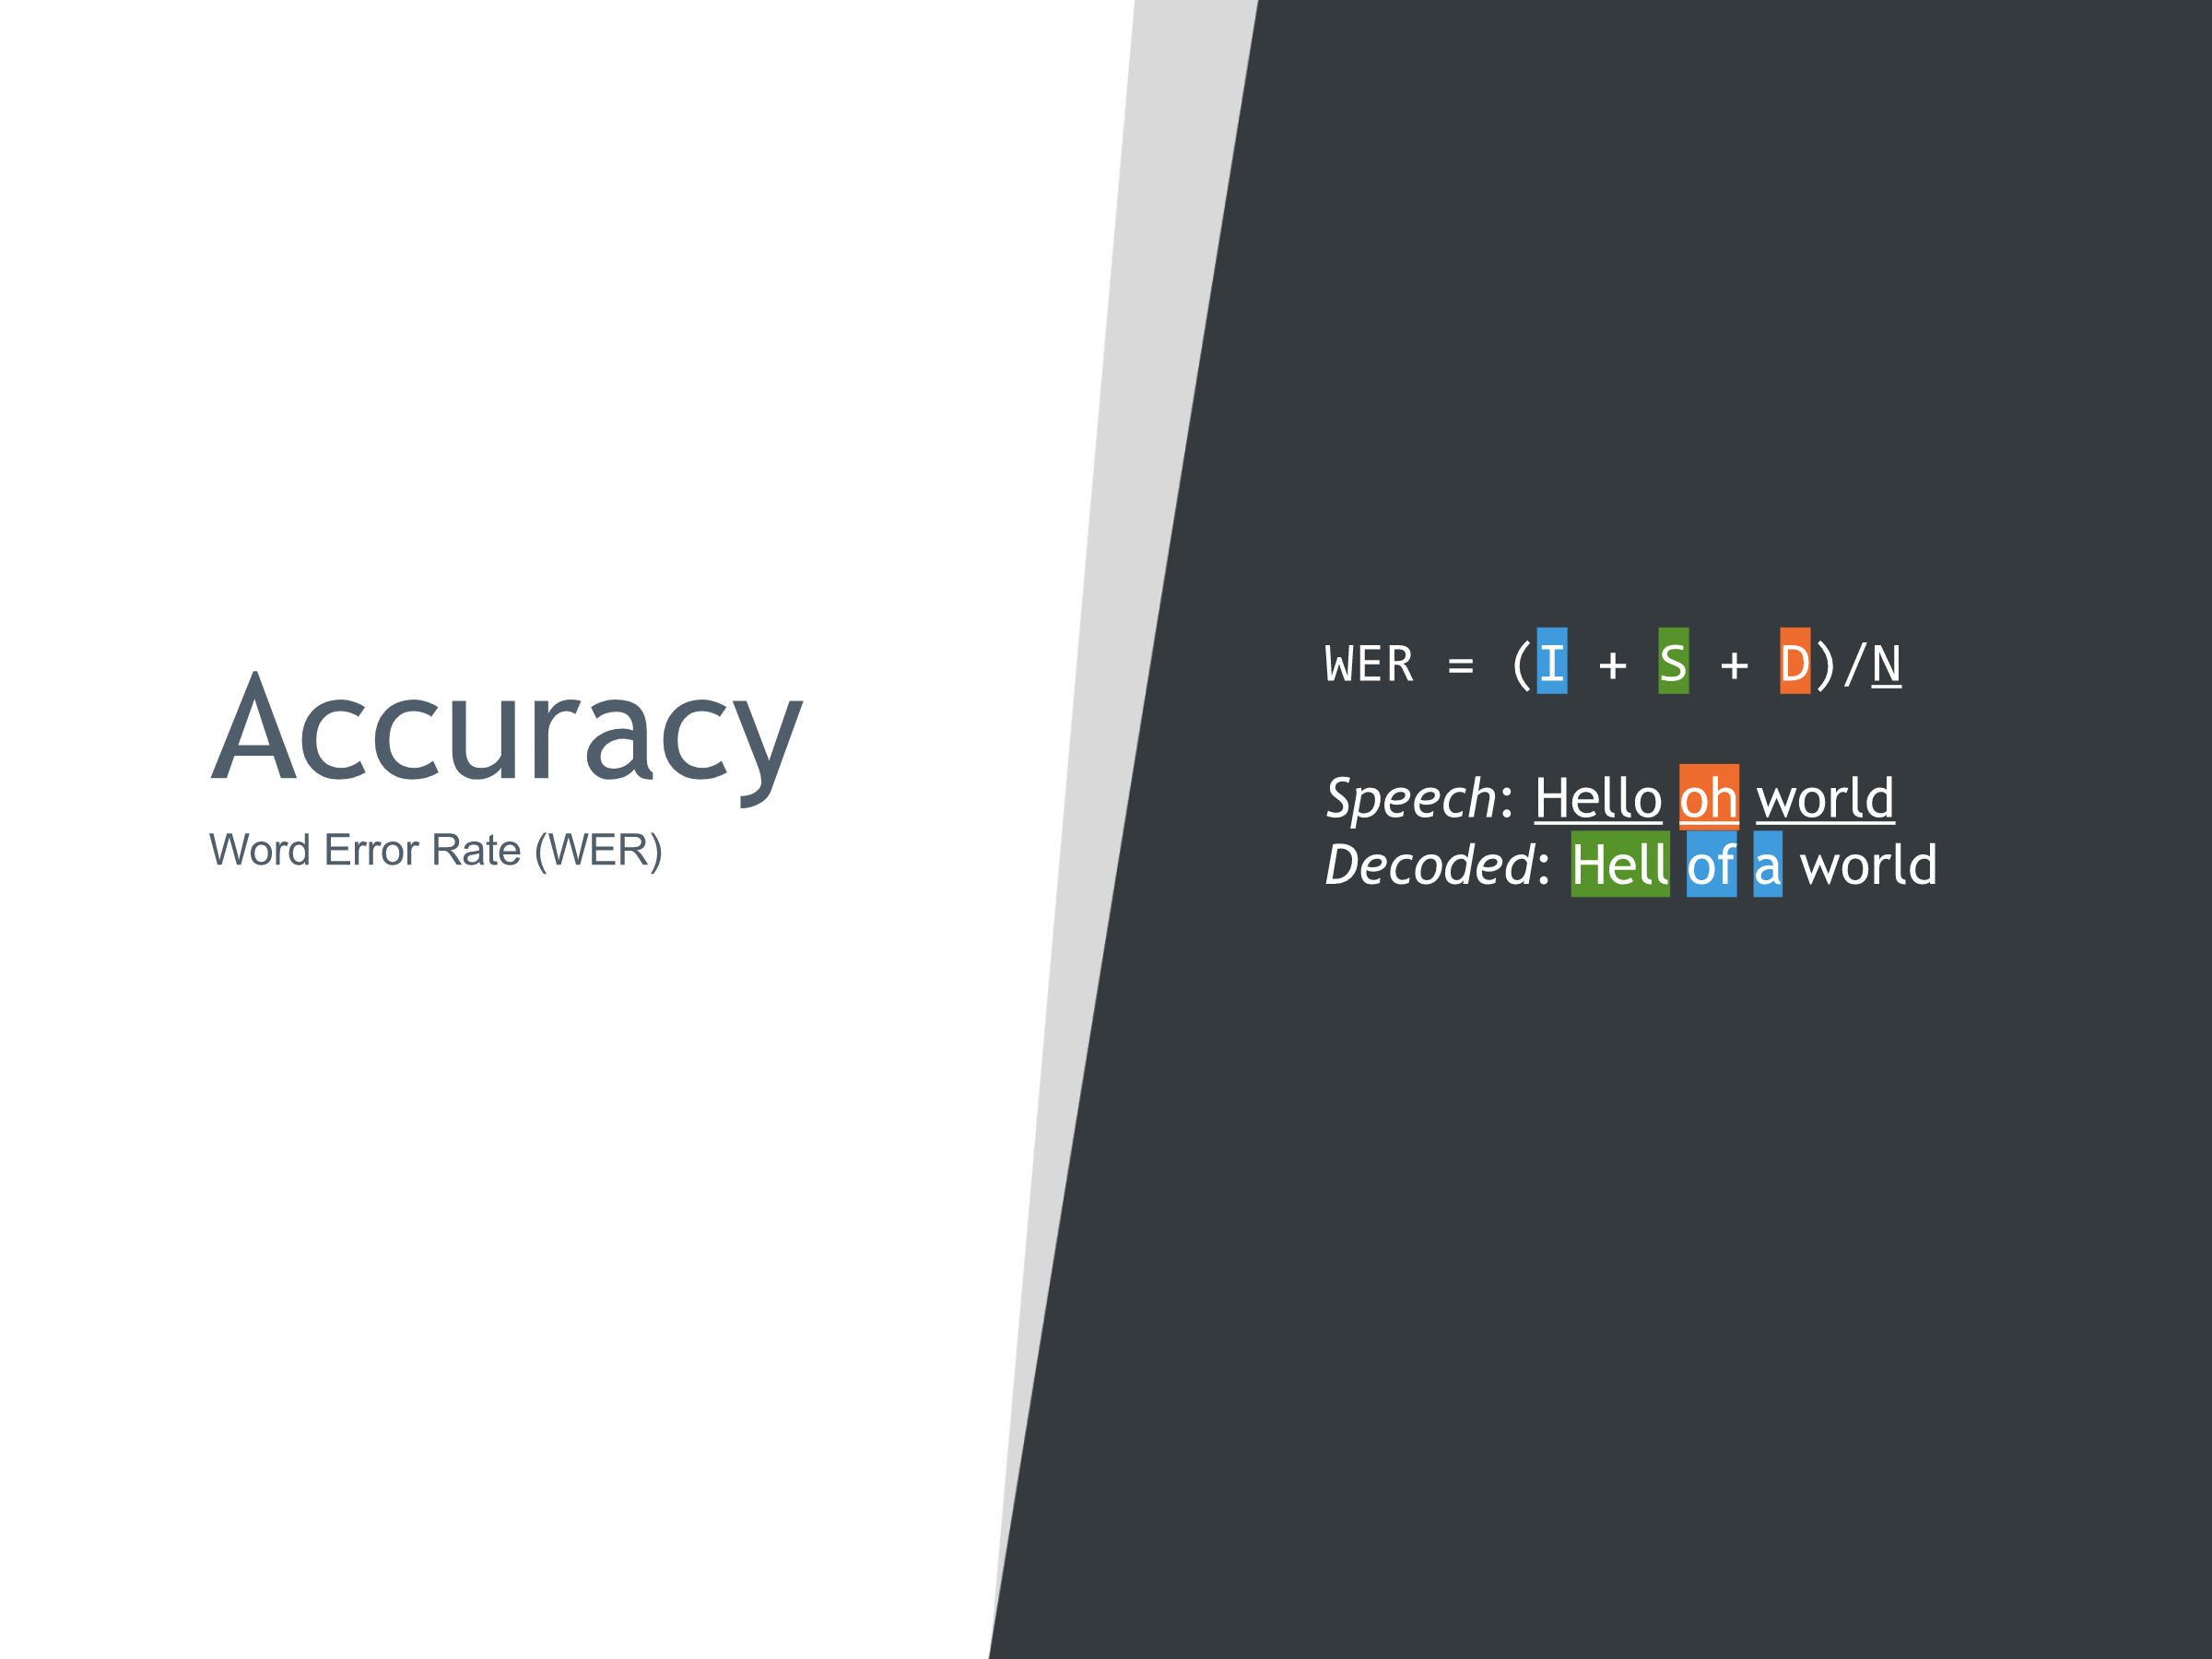 Accuracy
Word Error Rate (WER)
WER = (I + S + D)/N
Speech: Hello oh world
Decoded: Hell of a world